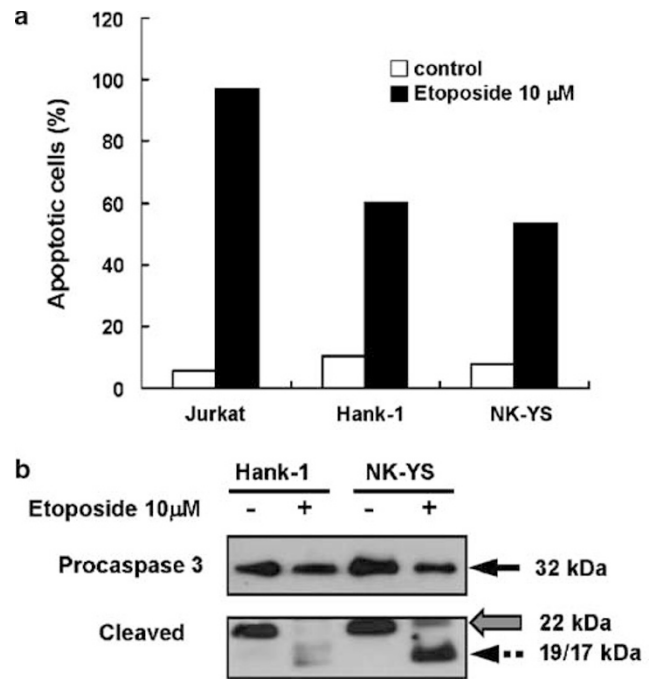 a
120
100
80
60
40
20
0
Apoptotic cells (%)
control
Etoposide 10 μM
Jurkat Hank-1 NK-YS
b
Hank-1 NK-YS
Etoposide 10μM - + - +
Procaspase 3 32 kDa
Cleaved 22 kDa
19/17 kDa